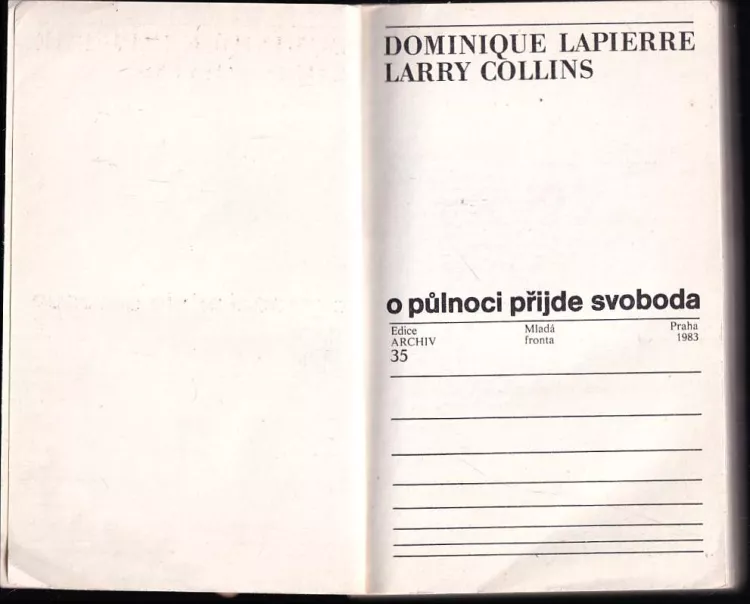 DOMINIQUE LAPIERRE
LARRY COLLINS
o půlnoci přijde svoboda
Edice
ARCHIV
35
Mladá
fronta
Praha
1983